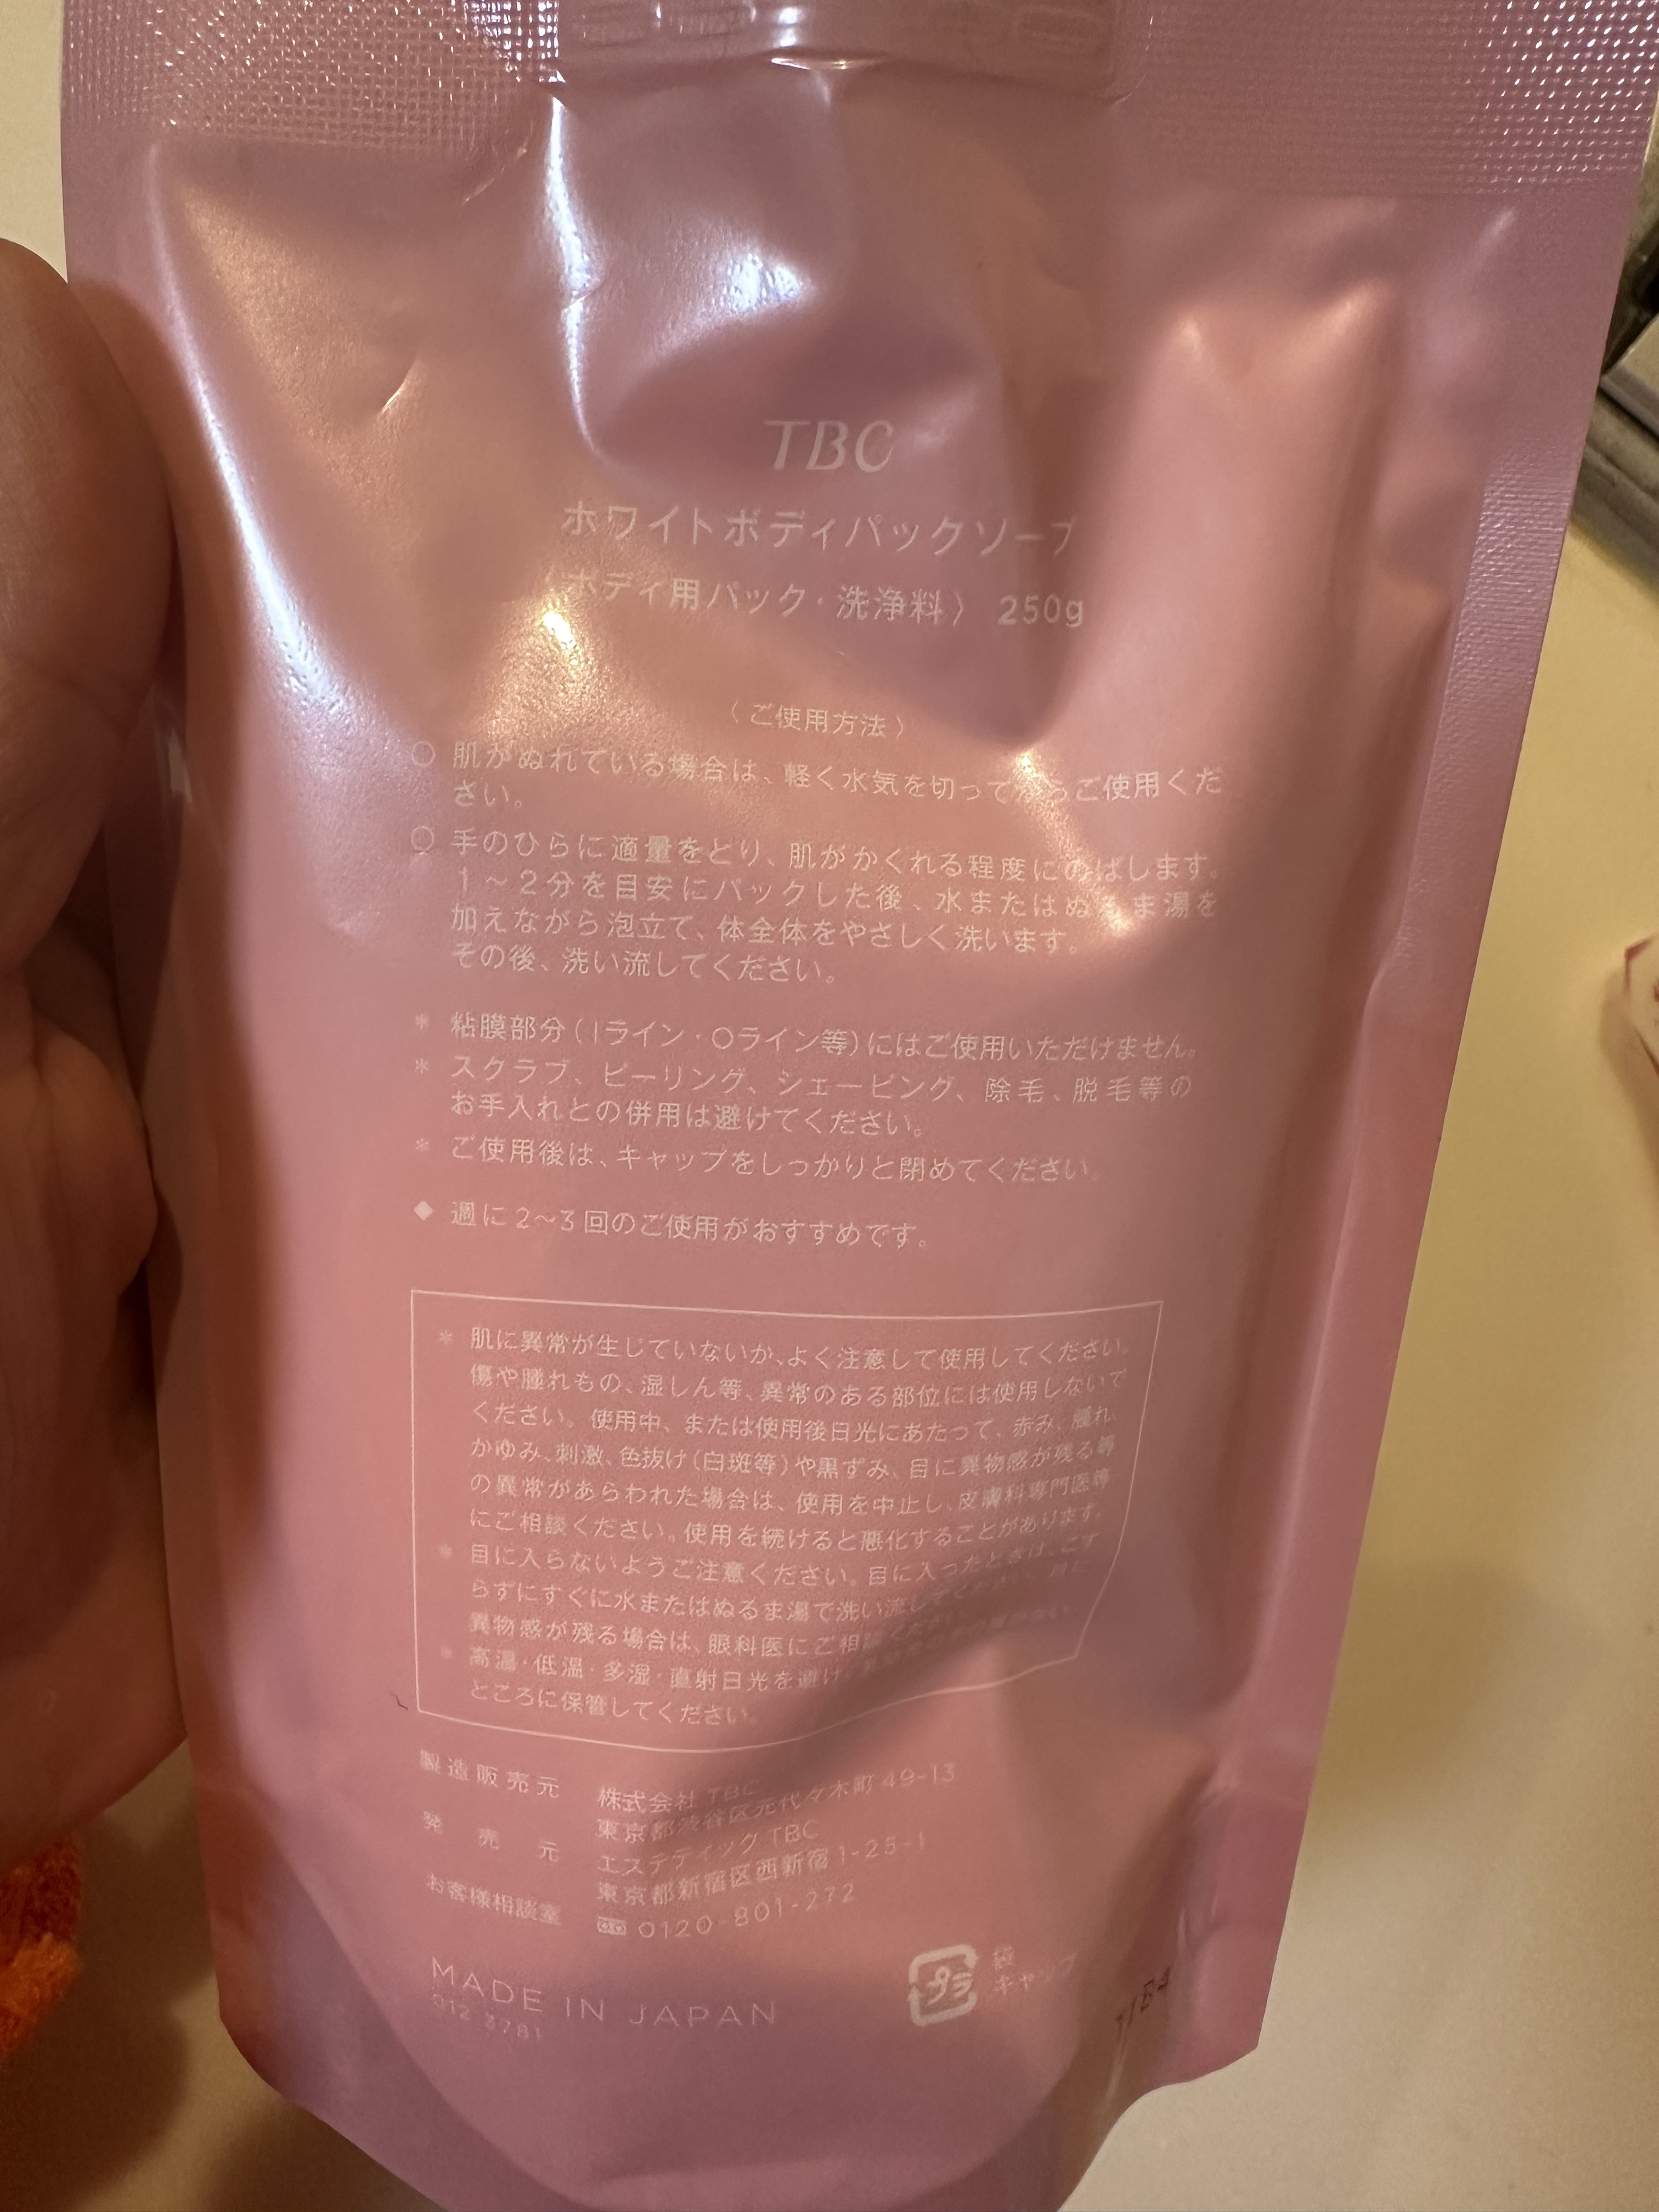 TBC
ホワイトボディパックソープ
ボディ用パック・洗浄料〉 250g
〈ご使用方法〉
○ 肌がぬれている場合は、軽く水気を切ってからご使用くだ
さい。
○ 手のひらに適量をとり、肌がかくれる程度にのばします。
1〜2分を目安にパックした後、水またはぬるま湯を
加えながら泡立て、体全体をやさしく洗います。
その後、洗い流してください。
* 粘膜部分(Iライン・Oライン等)にはご使用いただけません。
* スクラブ、ピーリング、シェービング、除毛、脱毛等の
お手入れとの併用は避けてください。
* ご使用後は、キャップをしっかりと閉めてください。
◆ 週に2〜3回のご使用がおすすめです。
* 肌に異常が生じていないか、よく注意して使用してください。
傷や腫れもの、湿しん等、異常のある部位には使用しないで
ください。使用中、または使用後日光にあたって、赤み、腫れ、
かゆみ、刺激、色抜け(白斑等)や黒ずみ、目に異物感が残る等
の異常があらわれた場合は、使用を中止し、皮膚科専門医等
にご相談ください。使用を続けると悪化することがあります。
* 目に入らないようご注意ください。目に入ったときは、こす
らずにすぐに水またはぬるま湯で洗い流してください。目に
異物感が残る場合は、眼科医にご相談ください。
* 高温・低温・多湿・直射日光を避け
ところに保管してください。
製造販売元 株式会社 TBC
東京都渋谷区元代々木町 49-13
発売元 エステティック TBC
東京都新宿区西新宿 1-25-1
お客様相談室 0120-801-272
MADE IN JAPAN
012 3781
プラ
袋
キャップ